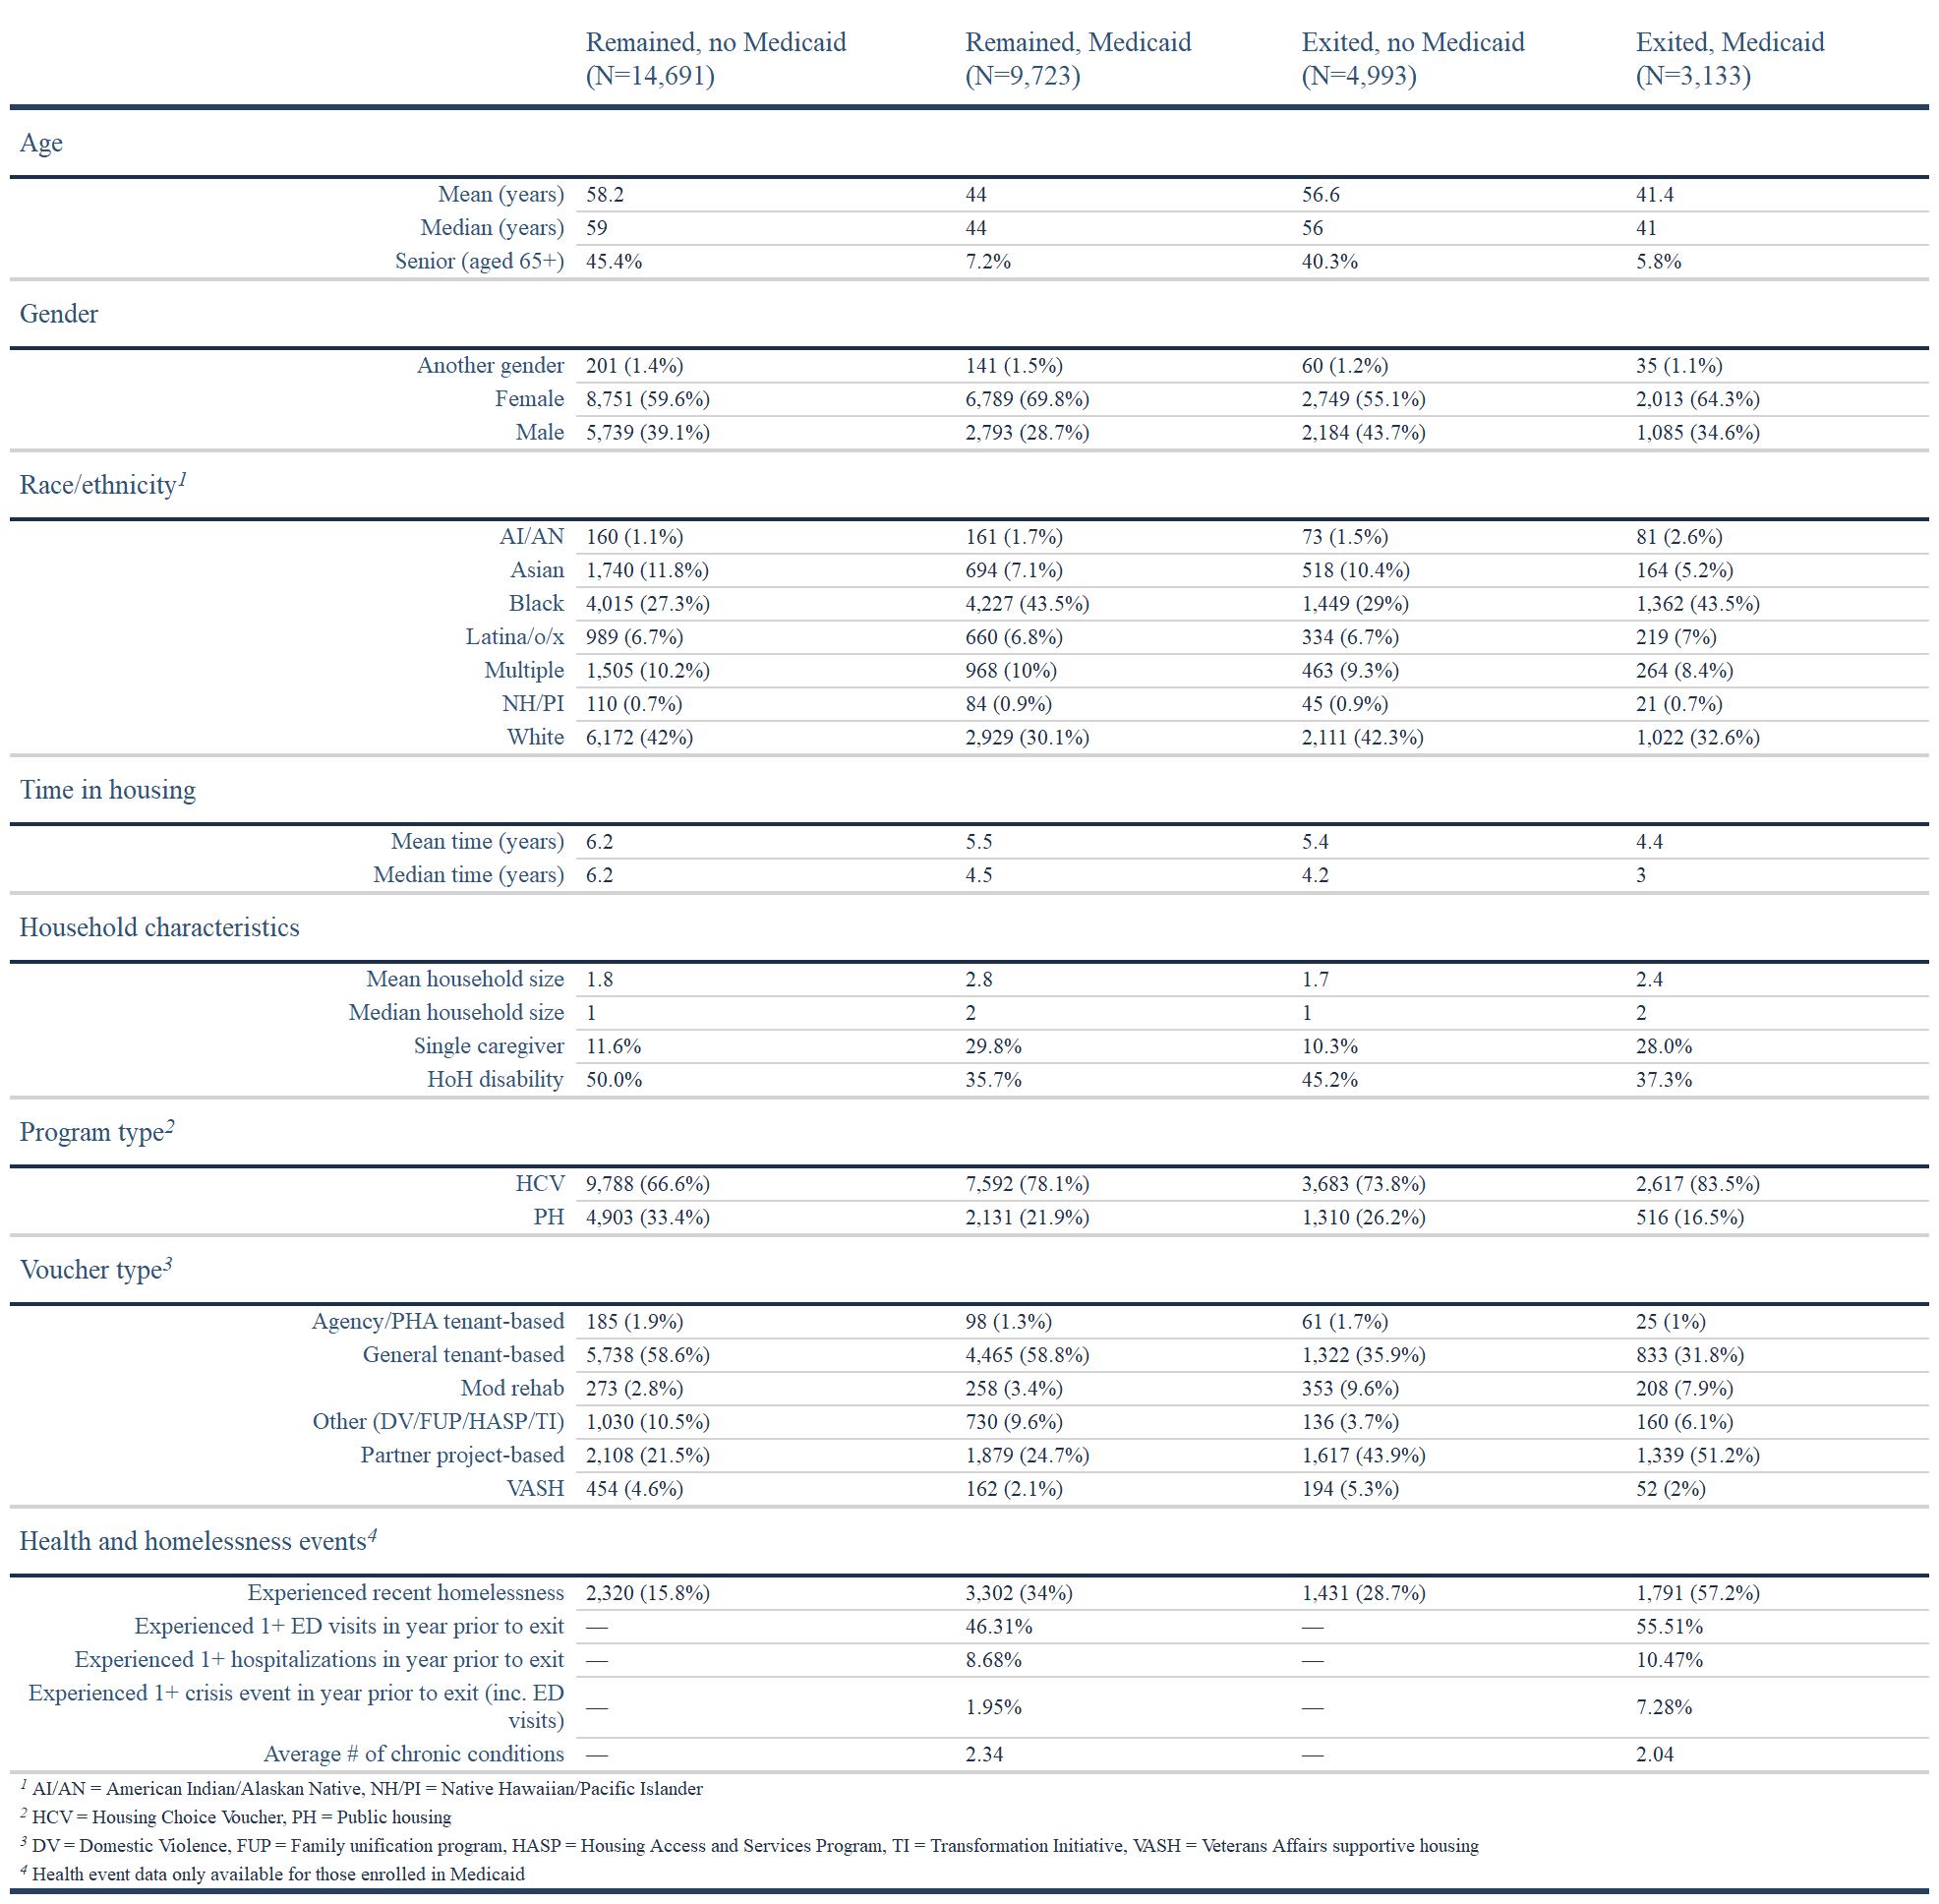 Remained, no Medicaid Remained, Medicaid Exited, no Medicaid Exited, Medicaid
(N=14,691) (N=9,723) (N=4,993) (N=3,133)
Age
Mean (years) 58.2 44 56.6 41.4
Median (years) 59 44 56 41
Senior (aged 65+) 45.4% 7.2% 40.3% 5.8%
Gender
Another gender 201 (1.4%) 141 (1.5%) 60 (1.2%) 35 (1.1%)
Female 8,751 (59.6%) 6,789 (69.8%) 2,749 (55.1%) 2,013 (64.3%)
Male 5,739 (39.1%) 2,793 (28.7%) 2,184 (43.7%) 1,085 (34.6%)
Race/ethnicity1
AI/AN 160 (1.1%) 161 (1.7%) 73 (1.5%) 81 (2.6%)
Asian 1,740 (11.8%) 694 (7.1%) 518 (10.4%) 164 (5.2%)
Black 4,015 (27.3%) 4,227 (43.5%) 1,449 (29%) 1,362 (43.5%)
Latina/o/x 989 (6.7%) 660 (6.8%) 334 (6.7%) 219 (7%)
Multiple 1,505 (10.2%) 968 (10%) 463 (9.3%) 264 (8.4%)
NH/PI 110 (0.7%) 84 (0.9%) 45 (0.9%) 21 (0.7%)
White 6,172 (42%) 2,929 (30.1%) 2,111 (42.3%) 1,022 (32.6%)
Time in housing
Mean time (years) 6.2 5.5 5.4 4.4
Median time (years) 6.2 4.5 4.2 3
Household characteristics
Mean household size 1.8 2.8 1.7 2.4
Median household size 1 2 1 2
Single caregiver 11.6% 29.8% 10.3% 28.0%
HoH disability 50.0% 35.7% 45.2% 37.3%
Program type2
HCV 9,788 (66.6%) 7,592 (78.1%) 3,683 (73.8%) 2,617 (83.5%)
PH 4,903 (33.4%) 2,131 (21.9%) 1,310 (26.2%) 516 (16.5%)
Voucher type3
Agency/PHA tenant-based 185 (1.9%) 98 (1.3%) 61 (1.7%) 25 (1%)
General tenant-based 5,738 (58.6%) 4,465 (58.8%) 1,322 (35.9%) 833 (31.8%)
Mod rehab 273 (2.8%) 258 (3.4%) 353 (9.6%) 208 (7.9%)
Other (DV/FUP/HASP/TI) 1,030 (10.5%) 730 (9.6%) 136 (3.7%) 160 (6.1%)
Partner project-based 2,108 (21.5%) 1,879 (24.7%) 1,617 (43.9%) 1,339 (51.2%)
VASH 454 (4.6%) 162 (2.1%) 194 (5.3%) 52 (2%)
Health and homelessness events4
Experienced recent homelessness 2,320 (15.8%) 3,302 (34%) 1,431 (28.7%) 1,791 (57.2%)
Experienced 1+ ED visits in year prior to exit — 46.31% — 55.51%
Experienced 1+ hospitalizations in year prior to exit — 8.68% — 10.47%
Experienced 1+ crisis event in year prior to exit (inc. ED
visits) — 1.95% — 7.28%
Average # of chronic conditions — 2.34 — 2.04
1 AI/AN = American Indian/Alaskan Native, NH/PI = Native Hawaiian/Pacific Islander
2 HCV = Housing Choice Voucher, PH = Public housing
3 DV = Domestic Violence, FUP = Family unification program, HASP = Housing Access and Services Program, TI = Transformation Initiative, VASH = Veterans Affairs supportive housing
4 Health event data only available for those enrolled in Medicaid